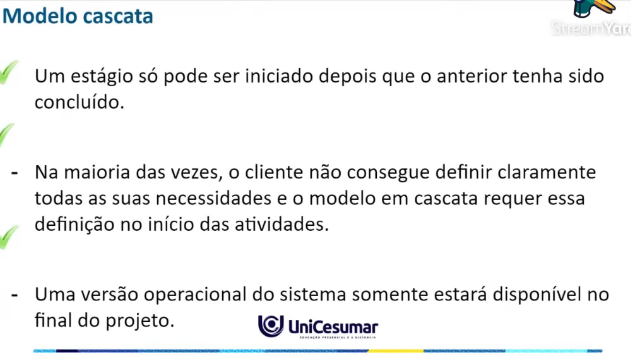 Modelo cascata
StreamYard
Um estágio só pode ser iniciado depois que o anterior tenha sido
concluído.
- Na maioria das vezes, o cliente não consegue definir claramente
todas as suas necessidades e o modelo em cascata requer essa
definição no início das atividades.
- Uma versão operacional do sistema somente estará disponível no
final do projeto.
UniCesumar
EDUCAÇÃO PRESENCIAL E A DISTÂNCIA